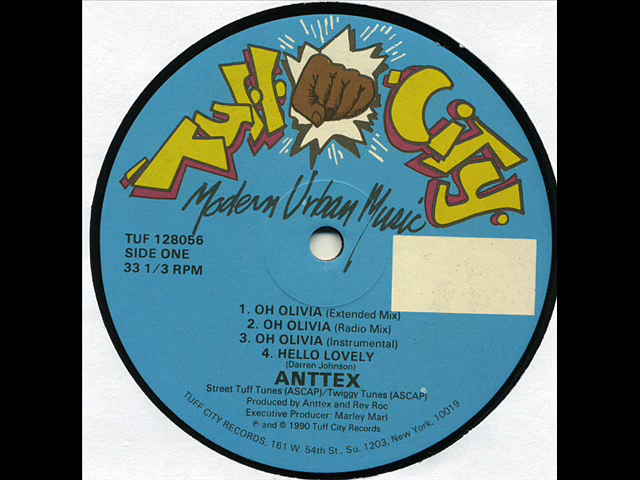 Tuff City
Modern Urban Music
TUF 128056
SIDE ONE
33 1/3 RPM
1. OH OLIVIA (Extended Mix)
2. OH OLIVIA (Radio Mix)
3. OH OLIVIA (Instrumental)
4. HELLO LOVELY
(Darren Johnson)
ANTTEX
Street Tuff Tunes (ASCAP)/Twiggy Tunes (ASCAP)
Produced by Anttex and Rev Roc
Executive Producer: Marley Marl
℗ and © 1990 Tuff City Records
TUFF CITY RECORDS, 161 W. 54th St., Su. 1203, New York, 10019